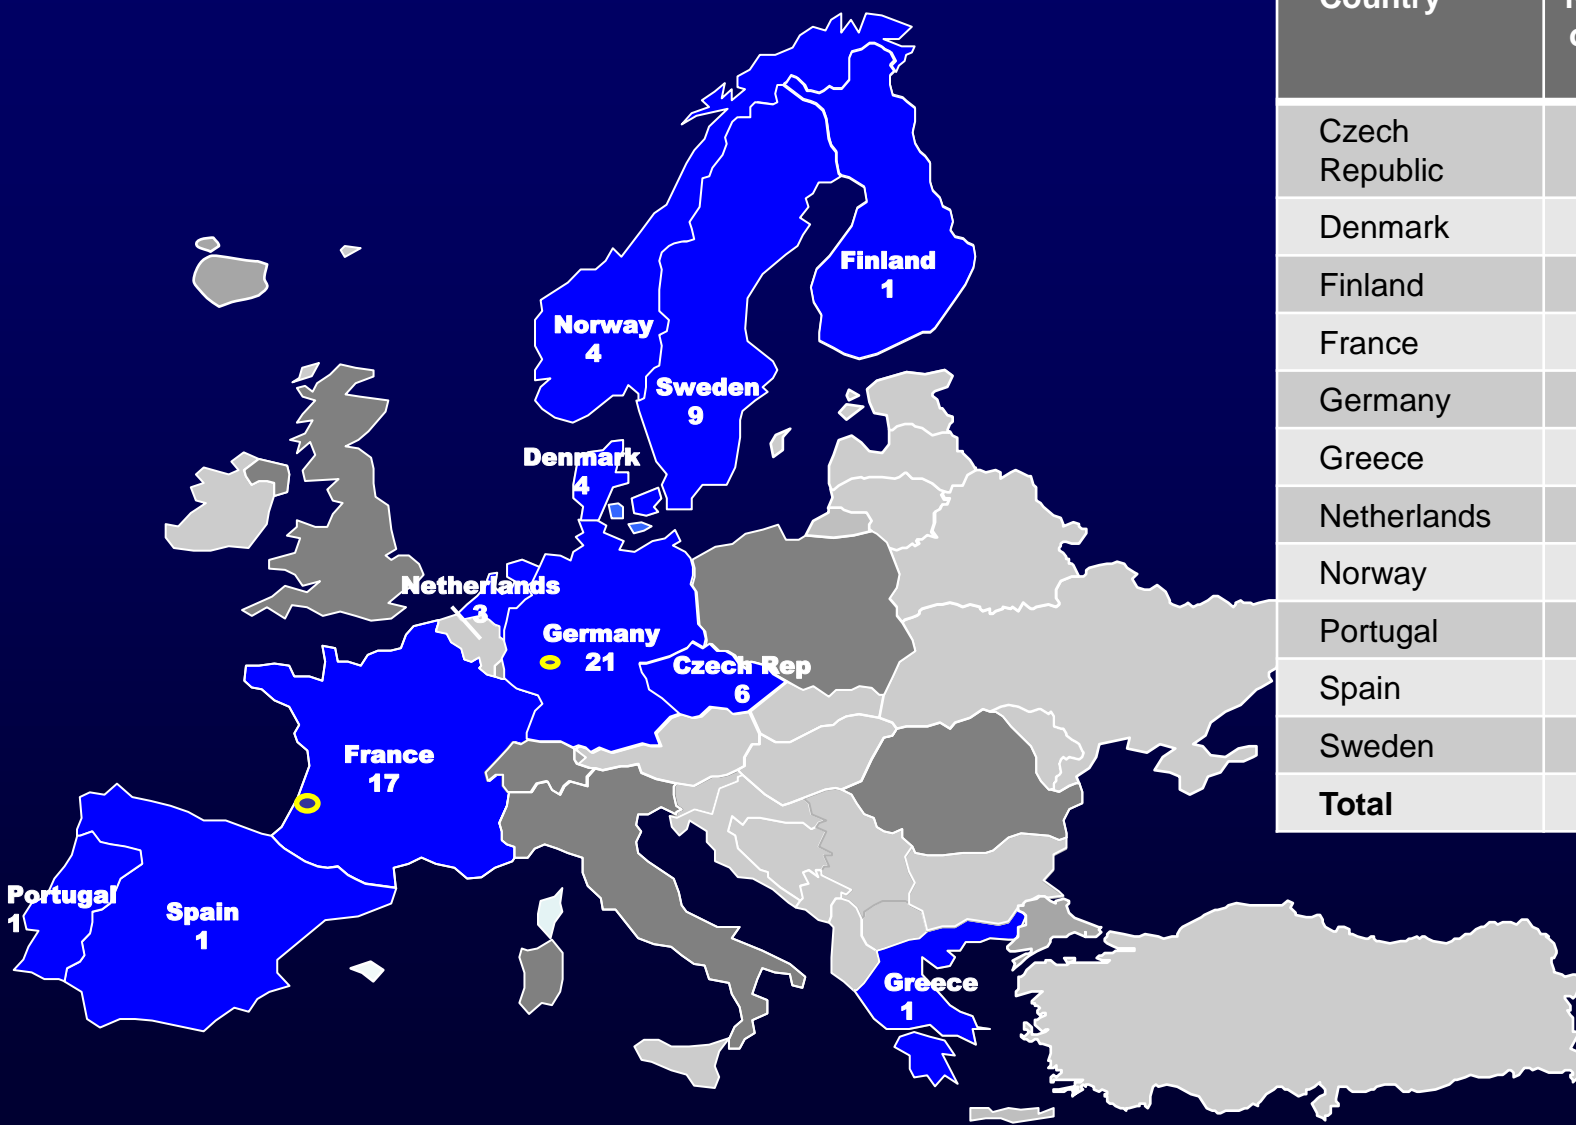 Country
Czech
Republic
Denmark
Finland
France
Germany
Greece
Netherlands
Norway
Portugal
Spain
Sweden
Total
Finland
1
Norway
4
Sweden
9
Denmark
4
Netherlands
3
Germany
21
Czech Rep
6
France
17
Portugal
1
Spain
1
Greece
1